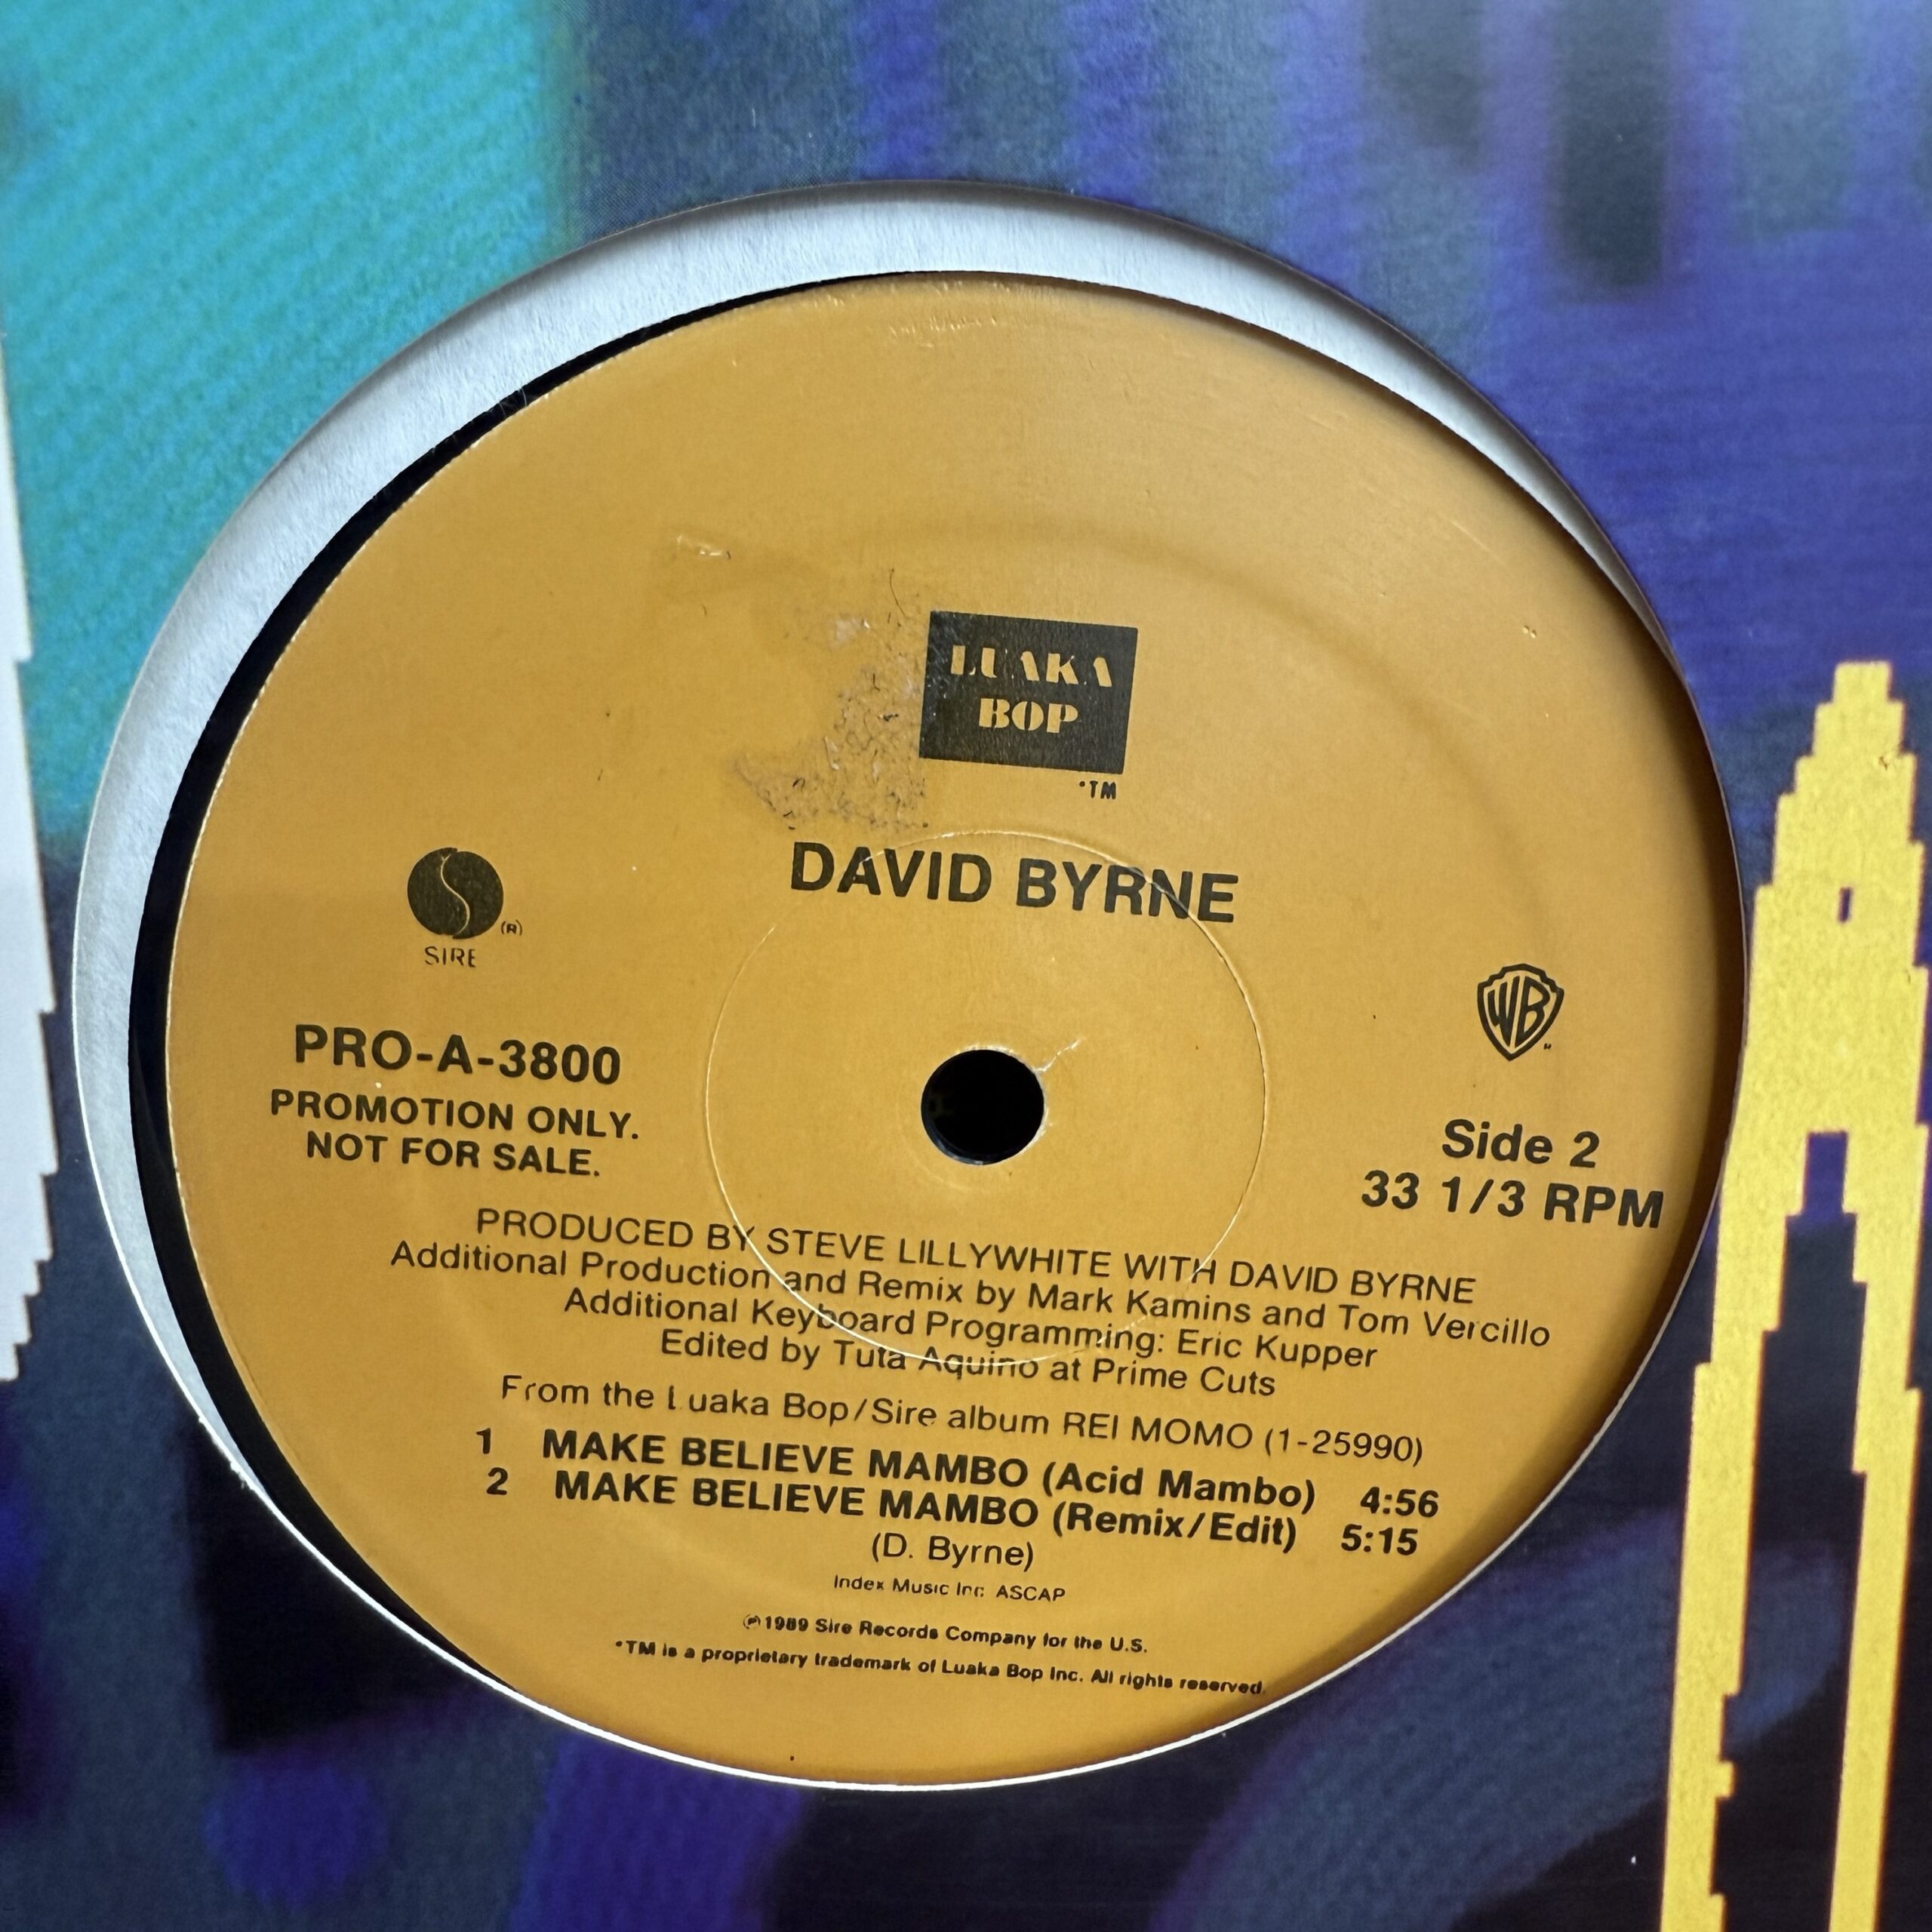 LUAKA
BOP
*TM
DAVID BYRNE
(R)
SIRE
WB
PRO-A-3800
PROMOTION ONLY.
NOT FOR SALE.
Side 2
33 1/3 RPM
PRODUCED BY STEVE LILLYWHITE WITH DAVID BYRNE
Additional Production and Remix by Mark Kamins and Tom Vercillo
Additional Keyboard Programming: Eric Kupper
Edited by Tuta Aquino at Prime Cuts
From the Luaka Bop/Sire album REI MOMO (1-25990)
1 MAKE BELIEVE MAMBO (Acid Mambo) 4:56
2 MAKE BELIEVE MAMBO (Remix/Edit) 5:15
(D. Byrne)
Index Music Inc. ASCAP
℗1989 Sire Records Company for the U.S.
*TM is a proprietary trademark of Luaka Bop Inc. All rights reserved.